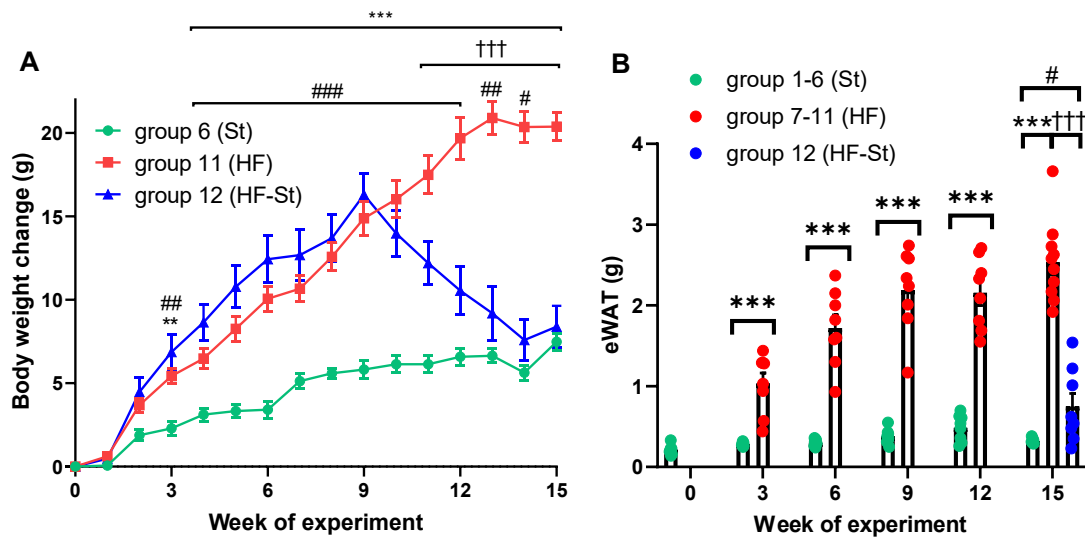 A
***
†††
###
##
#
group 6 (St)
group 11 (HF)
group 12 (HF-St)
##
**
Body weight change (g)
20
15
10
5
0
0 3 6 9 12 15
Week of experiment
B
group 1-6 (St)
group 7-11 (HF)
group 12 (HF-St)
#
*** †††
***
***
***
***
eWAT (g)
4
3
2
1
0
0 3 6 9 12 15
Week of experiment